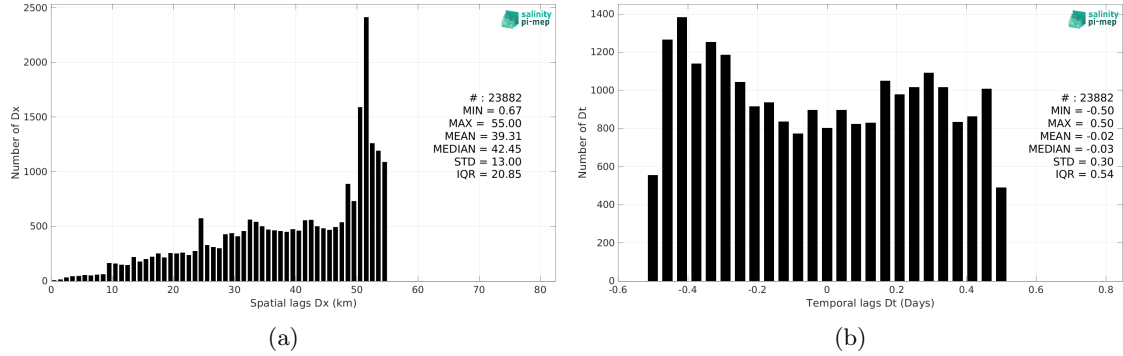 2500
2000
1500
1000
500
0
0 10 20 30 40 50 60 70 80
Number of Dx
Spatial lags Dx (km)
salinity
pi-mep
# : 23882
MIN = 0.67
MAX = 55.00
MEAN = 39.31
MEDIAN = 42.45
STD = 13.00
IQR = 20.85
(a)
1400
1200
1000
800
600
400
200
0
-0.6 -0.4 -0.2 0 0.2 0.4 0.6 0.8
Number of Dt
Temporal lags Dt (Days)
salinity
pi-mep
# : 23882
MIN = -0.50
MAX = 0.50
MEAN = -0.02
MEDIAN = -0.03
STD = 0.30
IQR = 0.54
(b)